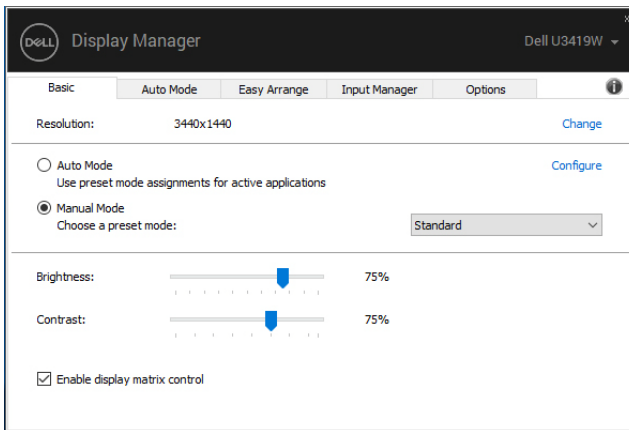 DELL Display Manager
Dell U3419W
Basic Auto Mode Easy Arrange Input Manager Options
Resolution: 3440x1440 Change
Auto Mode Configure
Use preset mode assignments for active applications
Manual Mode
Choose a preset mode: Standard
Brightness: 75%
Contrast: 75%
Enable display matrix control